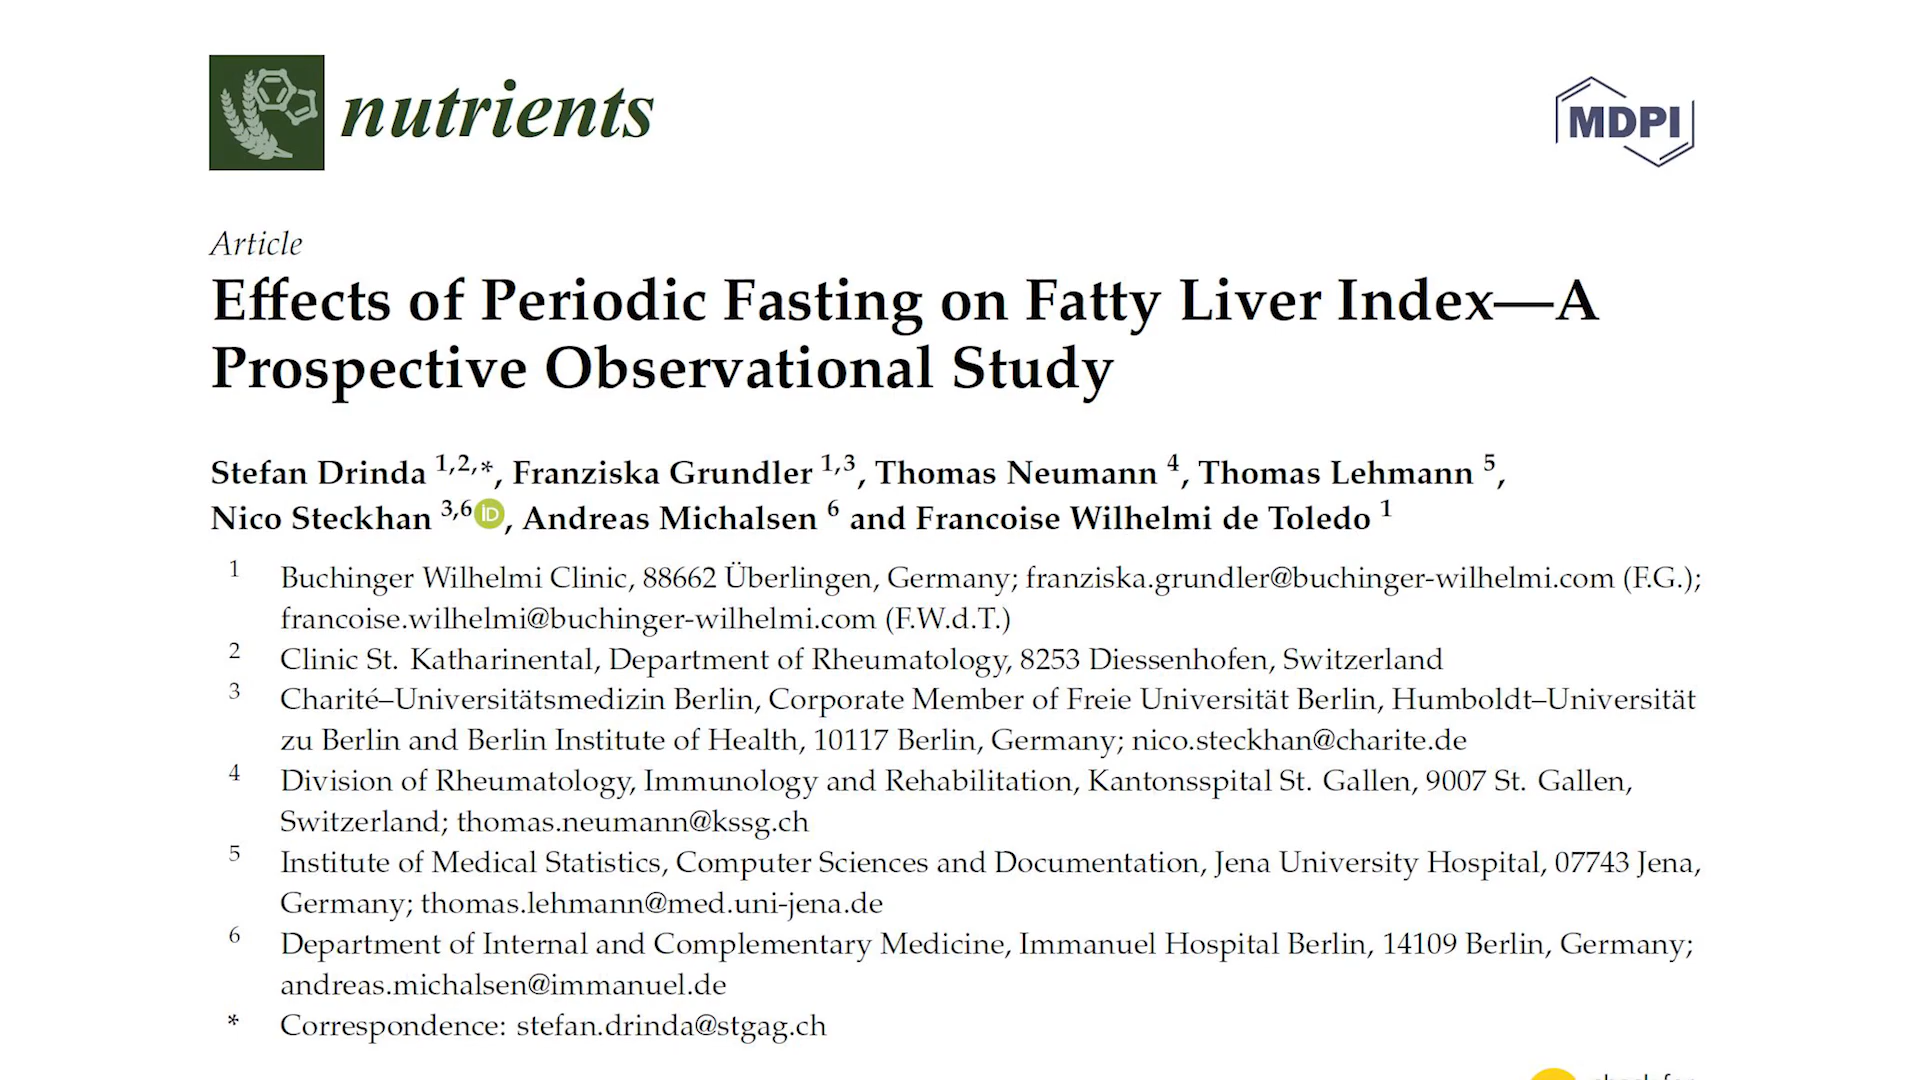 nutrients
MDPI
Article
Effects of Periodic Fasting on Fatty Liver Index—A
Prospective Observational Study
Stefan Drinda 1,2,*, Franziska Grundler 1,3, Thomas Neumann 4, Thomas Lehmann 5,
Nico Steckhan 3,6 iD, Andreas Michalsen 6 and Francoise Wilhelmi de Toledo 1
1 Buchinger Wilhelmi Clinic, 88662 Überlingen, Germany; franziska.grundler@buchinger-wilhelmi.com (F.G.);
francoise.wilhelmi@buchinger-wilhelmi.com (F.W.d.T.)
2 Clinic St. Katharinental, Department of Rheumatology, 8253 Diessenhofen, Switzerland
3 Charité–Universitätsmedizin Berlin, Corporate Member of Freie Universität Berlin, Humboldt–Universität
zu Berlin and Berlin Institute of Health, 10117 Berlin, Germany; nico.steckhan@charite.de
4 Division of Rheumatology, Immunology and Rehabilitation, Kantonsspital St. Gallen, 9007 St. Gallen,
Switzerland; thomas.neumann@kssg.ch
5 Institute of Medical Statistics, Computer Sciences and Documentation, Jena University Hospital, 07743 Jena,
Germany; thomas.lehmann@med.uni-jena.de
6 Department of Internal and Complementary Medicine, Immanuel Hospital Berlin, 14109 Berlin, Germany;
andreas.michalsen@immanuel.de
* Correspondence: stefan.drinda@stgag.ch